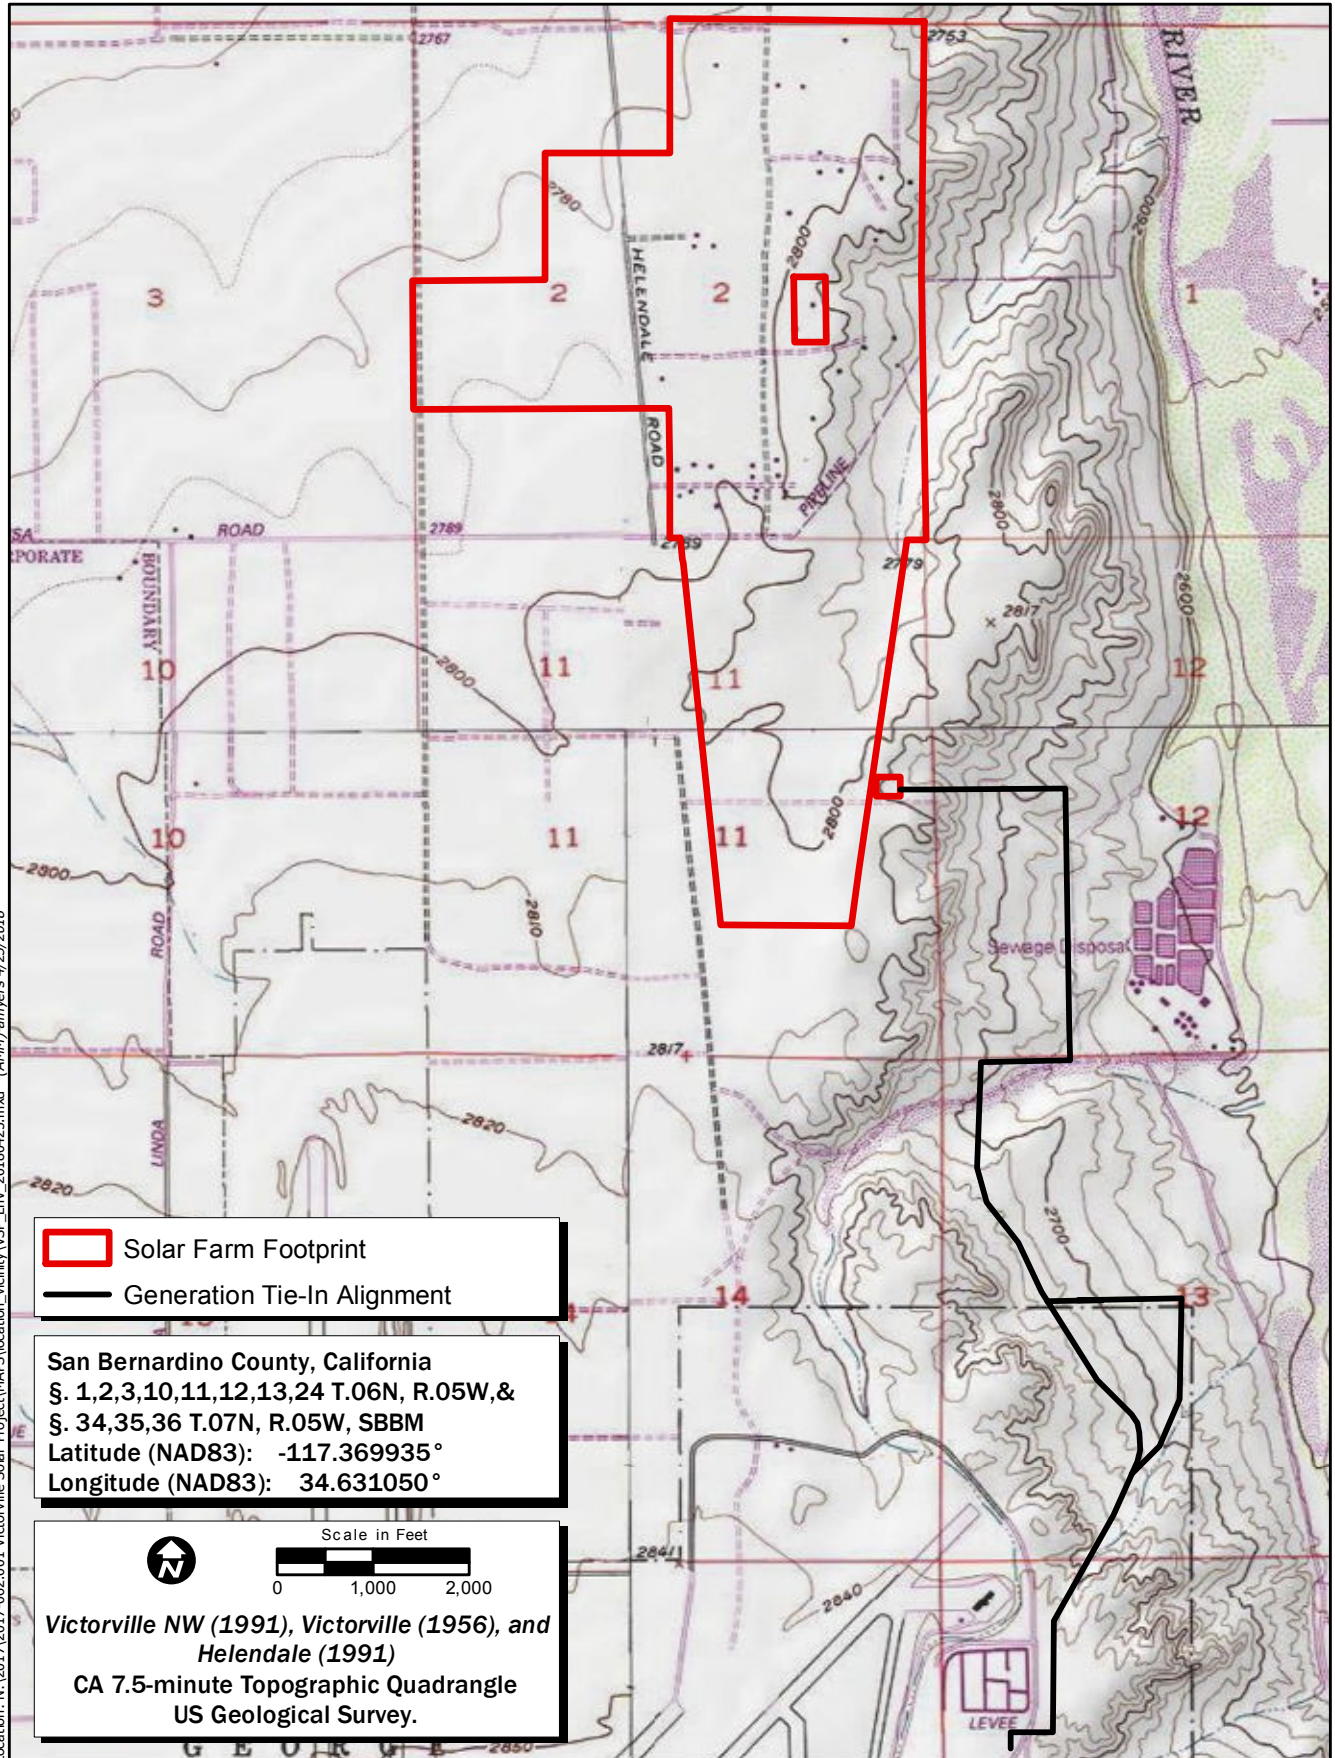 2767
2753
RIVER
2780
2600
2800
HELENDALE
3
2
2
1
ROAD
PIPELINE
2800
ROAD
2789
2789
2779
PORATE
BOUNDARY
2817
2600
10
2800
11
11
12
10
11
11
2800
12
2800
2810
ROAD
Sewage Disposal
2817
2820
LINDA
2820
2700
14
13
Solar Farm Footprint
Generation Tie-In Alignment
San Bernardino County, California
§. 1,2,3,10,11,12,13,24 T.06N, R.05W,&
§. 34,35,36 T.07N, R.05W, SBBM
Latitude (NAD83): -117.369935°
Longitude (NAD83): 34.631050°
N
Scale in Feet
0 1,000 2,000
Victorville NW (1991), Victorville (1956), and
Helendale (1991)
CA 7.5-minute Topographic Quadrangle
US Geological Survey.
2841
2840
LEVEE
G E O R G E
2850